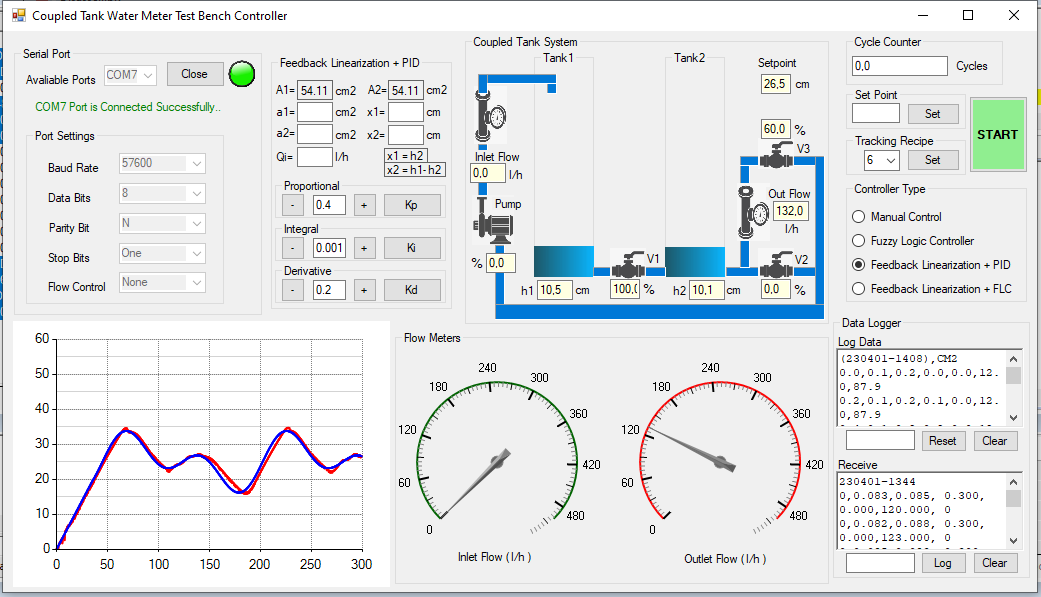 Coupled Tank Water Meter Test Bench Controller
Serial Port
Avaliable Ports COM7 Close
COM7 Port is Connected Successfully..
Port Settings
Baud Rate 57600
Data Bits 8
Parity Bit N
Stop Bits One
Flow Control None
Feedback Linearization + PID
A1= 54.11 cm2 A2= 54.11 cm2
a1= cm2 x1= cm
a2= cm2 x2= cm
Qi= l/h x1 = h2
x2 = h1- h2
Proportional
- 0.4 + Kp
Integral
- 0.001 + Ki
Derivative
- 0.2 + Kd
Coupled Tank System
Tank1
Tank2
Setpoint
26,5 cm
60,0 %
V3
Inlet Flow
0,0 l/h
Pump
% 0,0
Out Flow
132,0
l/h
V1
V2
h1 10,5 cm
100,( %
h2 10,1 cm
0,0 %
Cycle Counter
0,0 Cycles
Set Point
Set
Tracking Recipe
6 Set
START
Controller Type
Manual Control
Fuzzy Logic Controller
Feedback Linearization + PID
Feedback Linearization + FLC
60
50
40
30
20
10
0
0 50 100 150 200 250 300
Flow Meters
0 60 120 180 240 300 360 420 480
Inlet Flow ( l/h )
0 60 120 180 240 300 360 420 480
Outlet Flow ( l/h )
Data Logger
Log Data
(230401-1408),CM2
0.0,0.1,0.2,0.0,0.0,12.
0,87.9
0.2,0.1,0.2,0.1,0.0,12.
0,87.9
Reset Clear
Receive
230401-1344
0,0.083,0.085, 0.300,
0.000,120.000, 0
0,0.082,0.088, 0.300,
0.000,123.000, 0
Log Clear